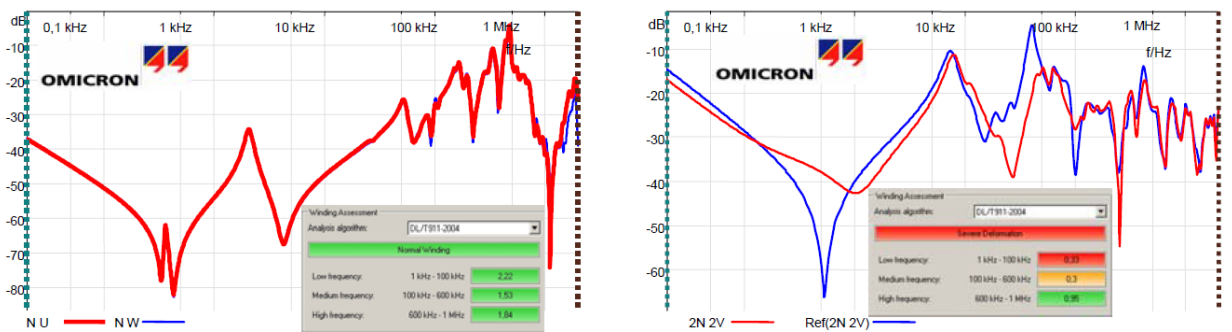 dB 0,1 kHz 1 kHz 10 kHz 100 kHz 1 MHz
f/Hz
-10
-20
OMICRON
-30
-40
-50
-60
-70
-80
Winding Assessment
Analysis algorithm: DL/T911-2004
Normal Winding
Low frequency: 1 kHz - 100 kHz 2,22
Medium frequency: 100 kHz - 600 kHz 1,53
High frequency: 600 kHz - 1 MHz 1,84
N U N W
dB 0,1 kHz 1 kHz 10 kHz 100 kHz 1 MHz
f/Hz
-10
OMICRON
-20
-30
-40
-50
-60
Winding Assessment
Analysis algorithm: DL/T911-2004
Severe Deformation
Low frequency: 1 kHz - 100 kHz 0,33
Medium frequency: 100 kHz - 600 kHz 0,3
High frequency: 600 kHz - 1 MHz 0,95
2N 2V Ref(2N 2V)